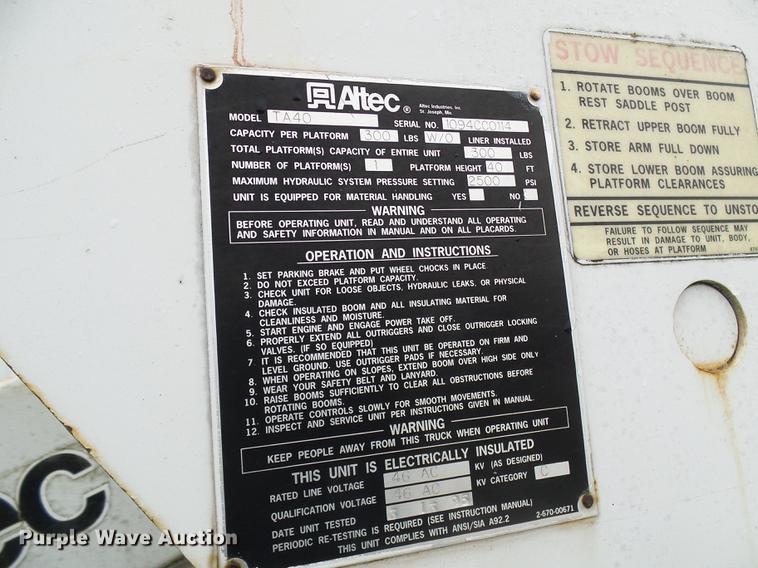 Altec®
Altec Industries, Inc.
St. Joseph, Mo.
MODEL TA40 SERIAL NO. 1094CC0114
CAPACITY PER PLATFORM 300 LBS W/O LINER INSTALLED
TOTAL PLATFORM(S) CAPACITY OF ENTIRE UNIT 300 LBS
NUMBER OF PLATFORM(S) 1 PLATFORM HEIGHT 40 FT
MAXIMUM HYDRAULIC SYSTEM PRESSURE SETTING 2500 PSI
UNIT IS EQUIPPED FOR MATERIAL HANDLING YES NO
WARNING
BEFORE OPERATING UNIT, READ AND UNDERSTAND ALL OPERATING
AND SAFETY INFORMATION IN MANUAL AND ON ALL PLACARDS.
OPERATION AND INSTRUCTIONS
1. SET PARKING BRAKE AND PUT WHEEL CHOCKS IN PLACE
2. DO NOT EXCEED PLATFORM CAPACITY.
3. CHECK UNIT FOR LOOSE OBJECTS, HYDRAULIC LEAKS, OR PHYSICAL
DAMAGE.
4. CHECK INSULATED BOOM AND ALL INSULATING MATERIAL FOR
CLEANLINESS AND MOISTURE.
5. START ENGINE AND ENGAGE POWER TAKE OFF.
6. PROPERLY EXTEND ALL OUTRIGGERS AND CLOSE OUTRIGGER LOCKING
VALVES. (IF SO EQUIPPED)
7. IT IS RECOMMENDED THAT THIS UNIT BE OPERATED ON FIRM AND
LEVEL GROUND. USE OUTRIGGER PADS IF NECESSARY.
8. WHEN OPERATING ON SLOPES, EXTEND BOOM OVER HIGH SIDE ONLY
9. WEAR YOUR SAFETY BELT AND LANYARD.
10. RAISE BOOMS SUFFICIENTLY TO CLEAR ALL OBSTRUCTIONS BEFORE
ROTATING BOOMS.
11. OPERATE CONTROLS SLOWLY FOR SMOOTH MOVEMENTS.
12. INSPECT AND SERVICE UNIT PER INSTRUCTIONS GIVEN IN MANUAL.
WARNING
KEEP PEOPLE AWAY FROM THIS TRUCK WHEN OPERATING UNIT
THIS UNIT IS ELECTRICALLY INSULATED
RATED LINE VOLTAGE 46 AC KV (AS DESIGNED)
QUALIFICATION VOLTAGE 46 AC KV CATEGORY C
DATE UNIT TESTED
PERIODIC RE-TESTING IS REQUIRED (SEE INSTRUCTION MANUAL)
THIS UNIT COMPLIES WITH ANSI/SIA A92.2 2-670-00671
STOW SEQUENCE
1. ROTATE BOOMS OVER BOOM
REST SADDLE POST
2. RETRACT UPPER BOOM FULLY
3. STORE ARM FULL DOWN
4. STORE LOWER BOOM ASSURING
PLATFORM CLEARANCES
REVERSE SEQUENCE TO UNSTO
FAILURE TO FOLLOW SEQUENCE MAY
RESULT IN DAMAGE TO UNIT, BODY,
OR HOSES AT PLATFORM
Purple Wave Auction